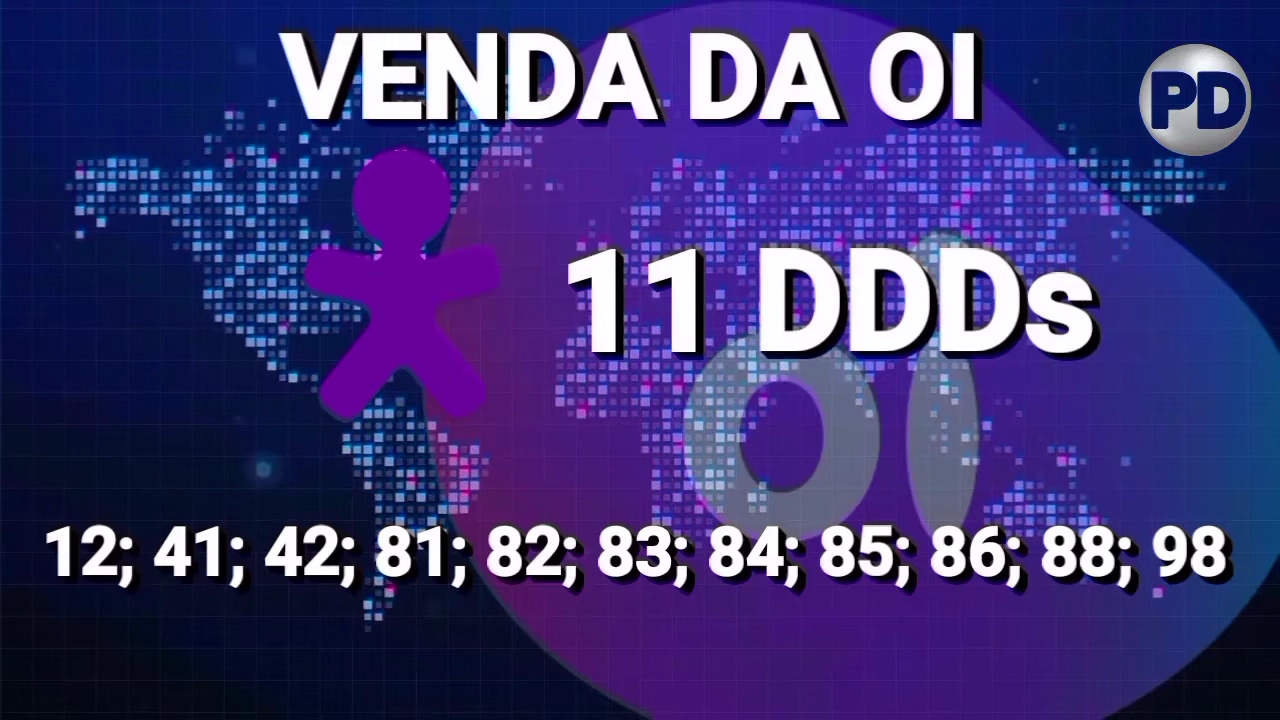 VENDA DA OI
PD
11 DDDs
oi
12; 41; 42; 81; 82; 83; 84; 85; 86; 88; 98